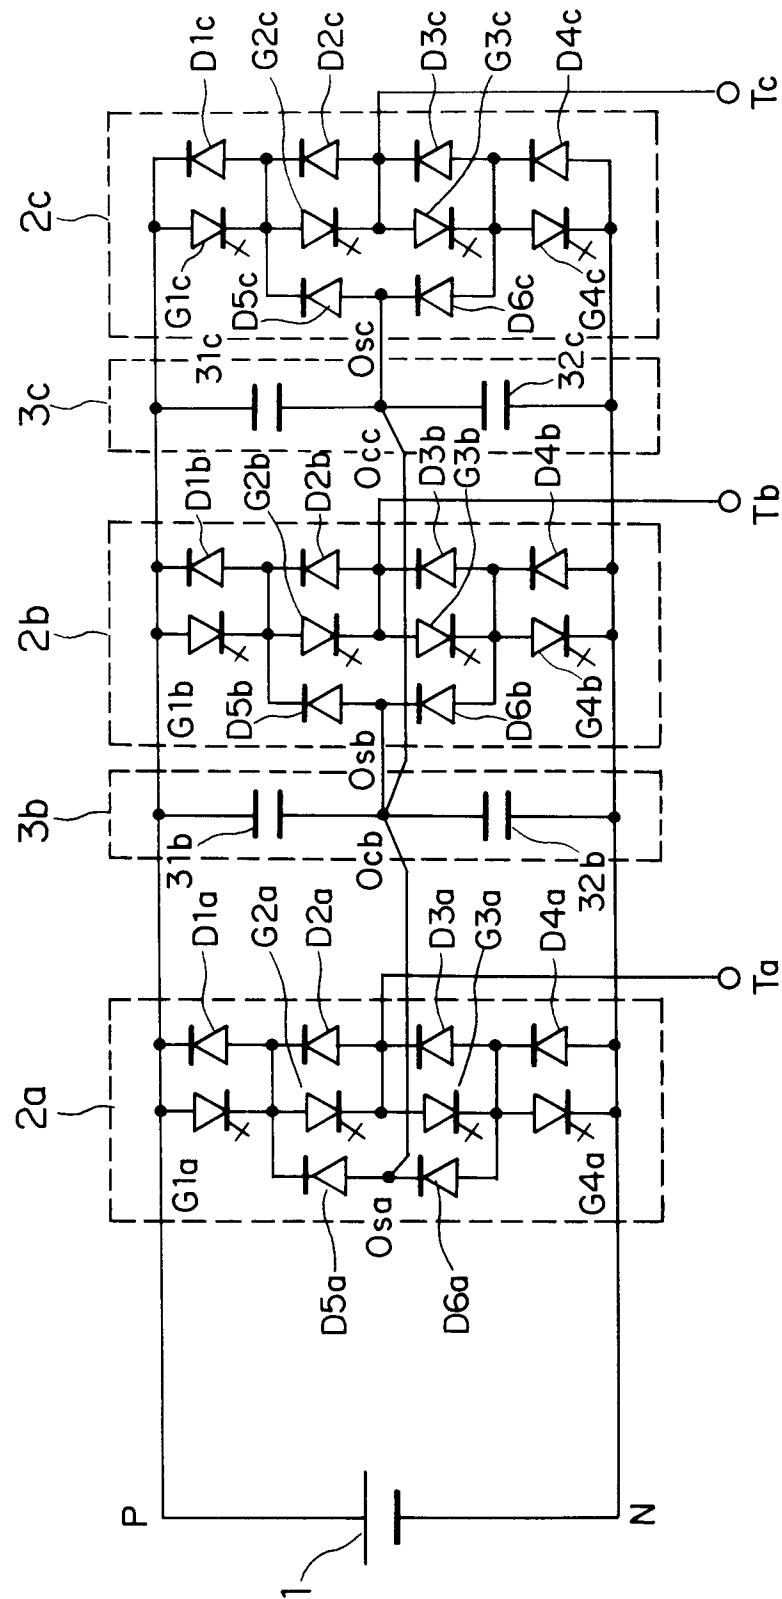 2a
3b
2b
3c
2c
P
1
N
G1a
D1a
G2a
D2a
D5a
Osa
D6a
D3a
G3a
G4a
D4a
Ta
31b
Ocb
32b
G1b
D1b
G2b
D2b
D5b
Osb
D6b
D3b
G3b
G4b
D4b
Tb
31c
Occ
32c
G1c
D1c
G2c
D2c
D5c
Osc
D6c
D3c
G3c
G4c
D4c
Tc